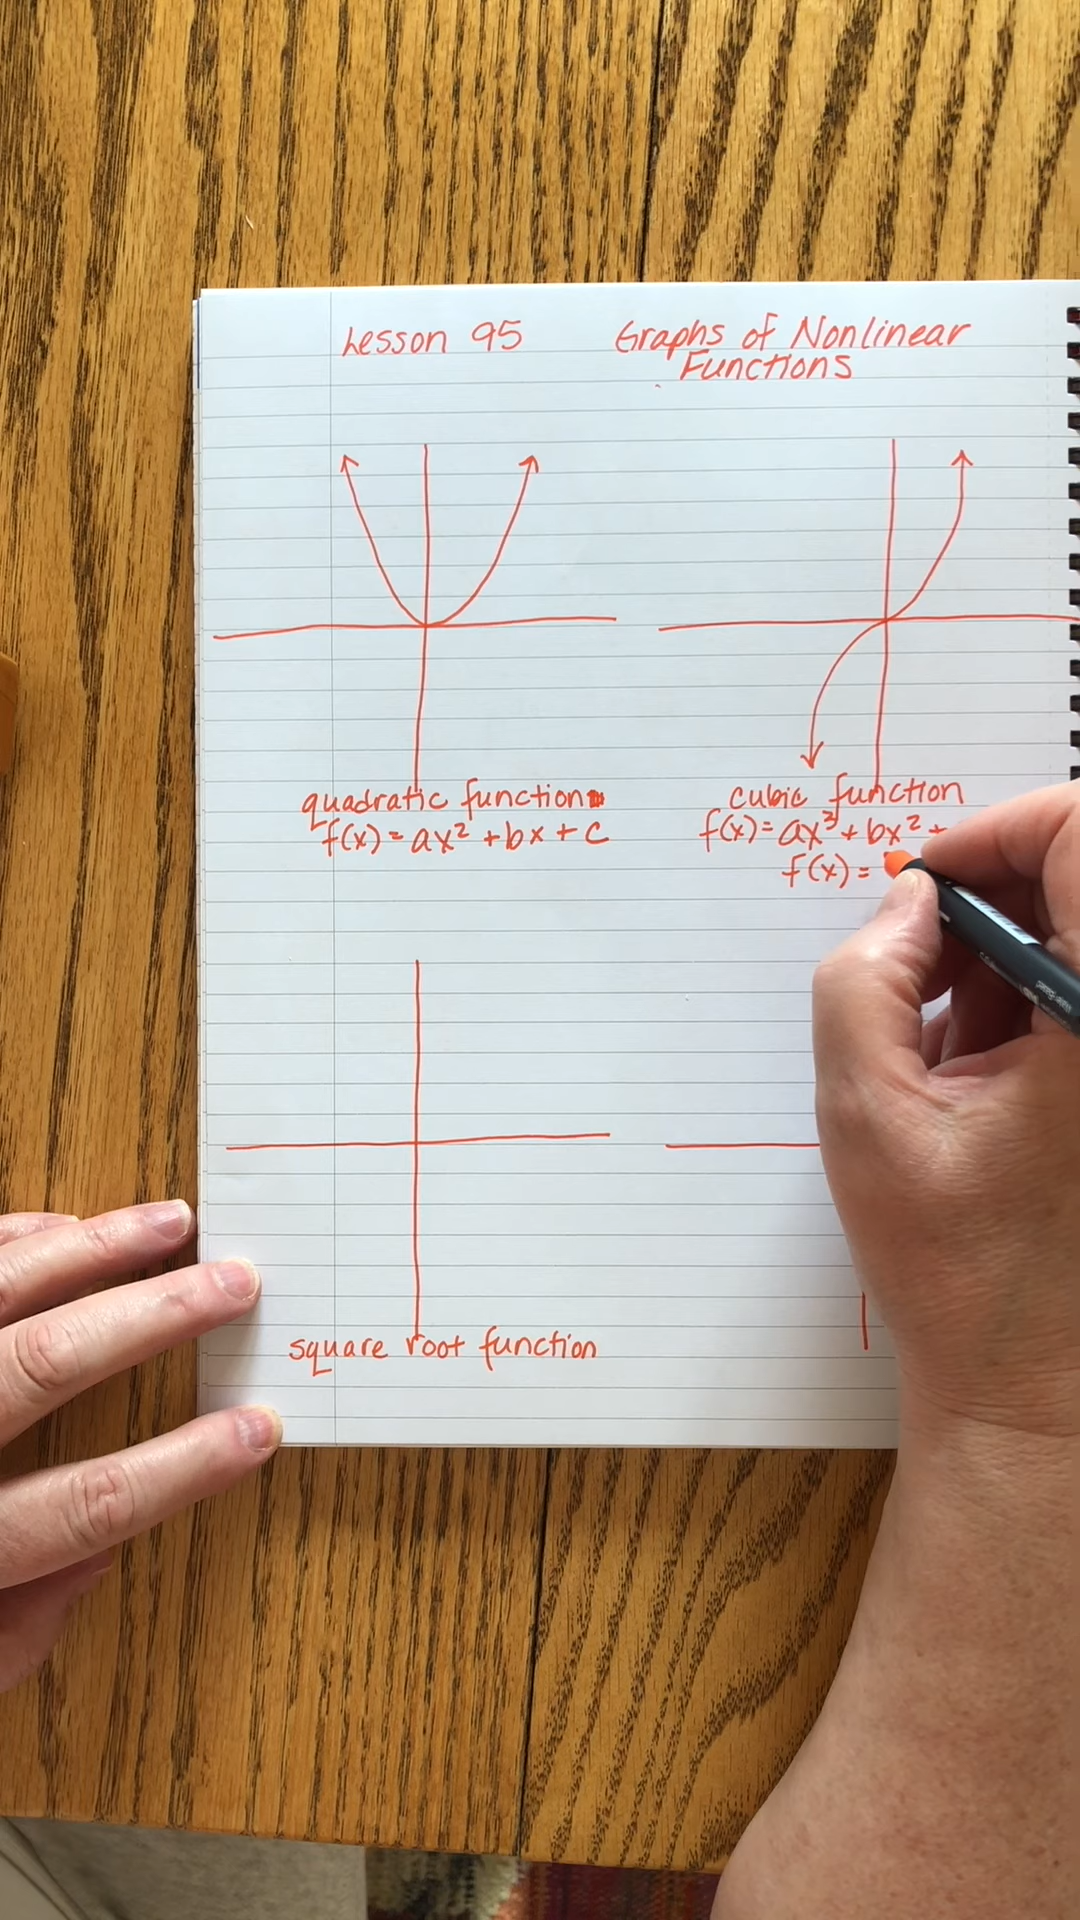 Lesson 95
Graphs of Nonlinear
Functions
quadratic function
f(x) = ax² + bx + c
cubic function
f(x) = ax³ + bx² +
f(x) =
square root function